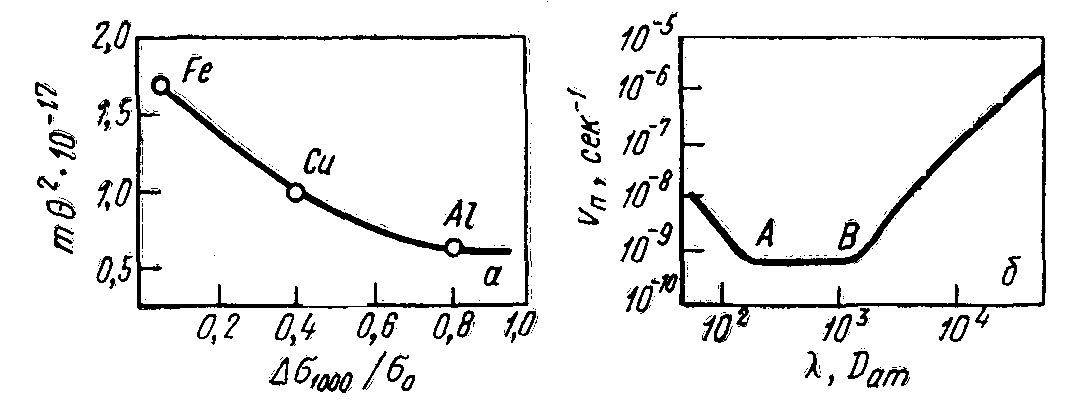 2,0
1,5
1,0
0,5
mθ²·10⁻¹⁷
Fe
Cu
Al
а
0,2 0,4 0,6 0,8 1,0
Δσ₁₀₀₀/σ₀
10⁻⁵
10⁻⁶
10⁻⁷
10⁻⁸
10⁻⁹
10⁻¹⁰
Vп, сек⁻¹
A B
б
10² 10³ 10⁴
λ, Dат